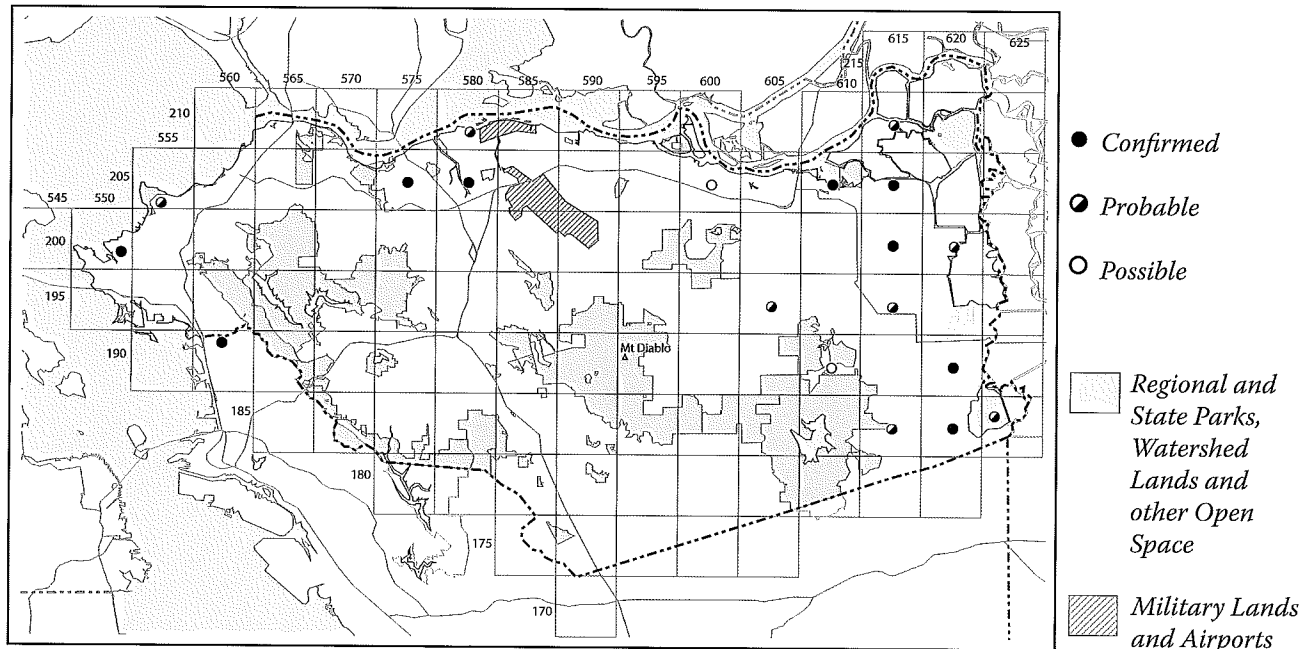 615
620
625
215
560
565
570
575
580
585
590
595
600
605
610
210
555
205
545
550
200
195
190
Mt Diablo
185
180
175
170
Confirmed
Probable
Possible
Regional and
State Parks,
Watershed
Lands and
other Open
Space
Military Lands
and Airports